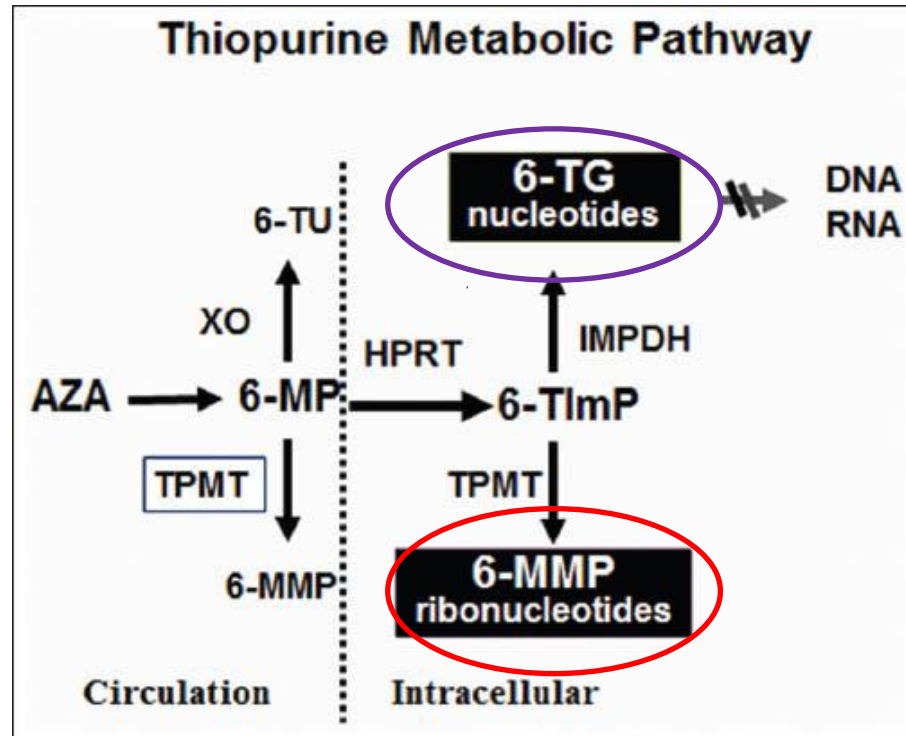 Thiopurine Metabolic Pathway
6-TG
nucleotides
DNA
RNA
6-TU
XO
HPRT
IMPDH
AZA
6-MP
6-TImP
TPMT
TPMT
6-MMP
6-MMP
ribonucleotides
Circulation
Intracellular